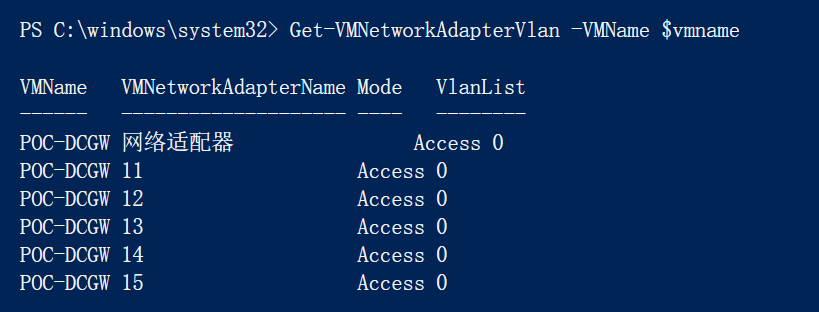 PS C:\windows\system32> Get-VMNetworkAdapterVlan -VMName $vmname
VMName   VMNetworkAdapterName Mode   VlanList
------   -------------------- ----   --------
POC-DCGW 网络适配器                Access 0
POC-DCGW 11                   Access 0
POC-DCGW 12                   Access 0
POC-DCGW 13                   Access 0
POC-DCGW 14                   Access 0
POC-DCGW 15                   Access 0